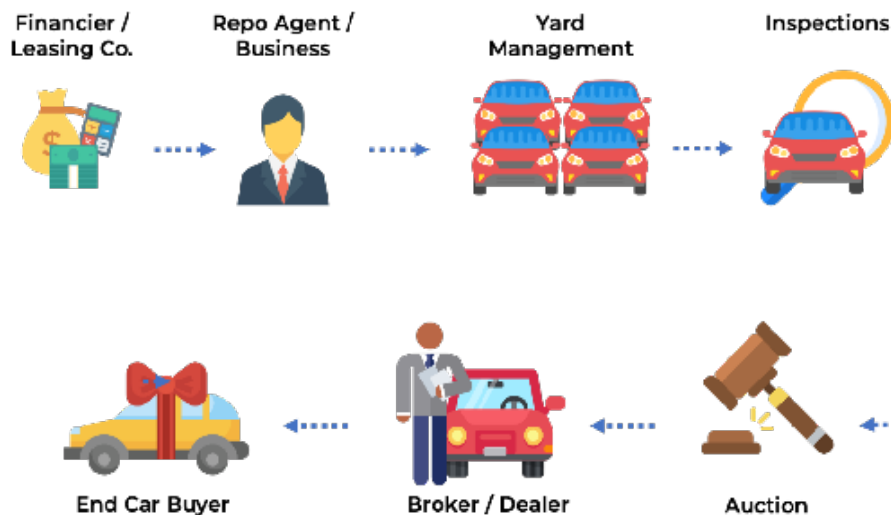 Financier /
Leasing Co.
Repo Agent /
Business
Yard
Management
Inspections
$
End Car Buyer
Broker / Dealer
Auction